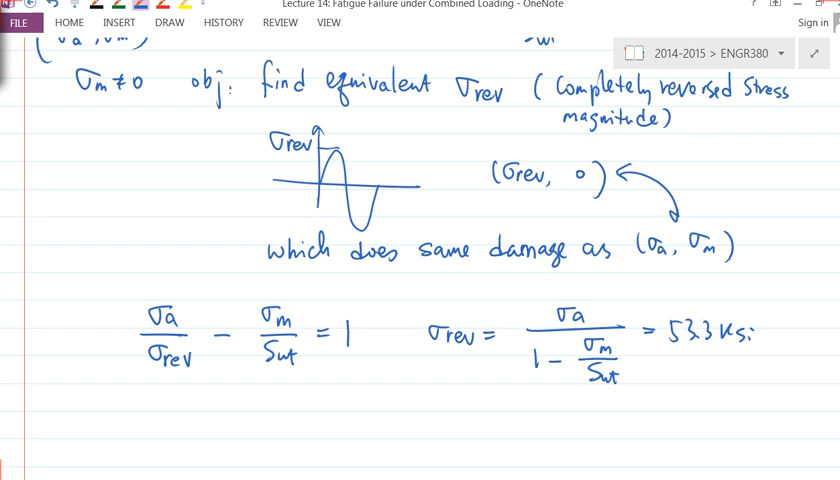 Lecture 14: Fatigue Failure under Combined Loading - OneNote
FILE HOME INSERT DRAW HISTORY REVIEW VIEW
2014-2015 > ENGR380
(σa, σm)
σm ≠ 0 obj: find equivalent σrev (completely reversed stress
magnitude)
σrev
(σrev, 0)
which does same damage as (σa, σm)
σa/σrev - σm/Sut = 1 σrev = σa/(1 - σm/Sut) = 53.3 ksi